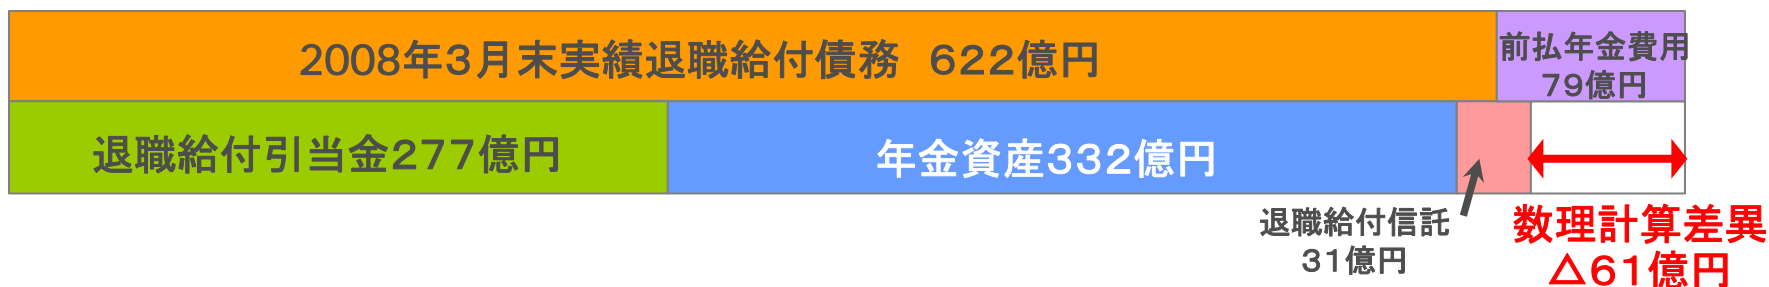 2008年３月末実績退職給付債務　６２２億円
前払年金費用
７９億円
退職給付引当金２７７億円
年金資産３３２億円
退職給付信託
３１億円
数理計算差異
△６１億円